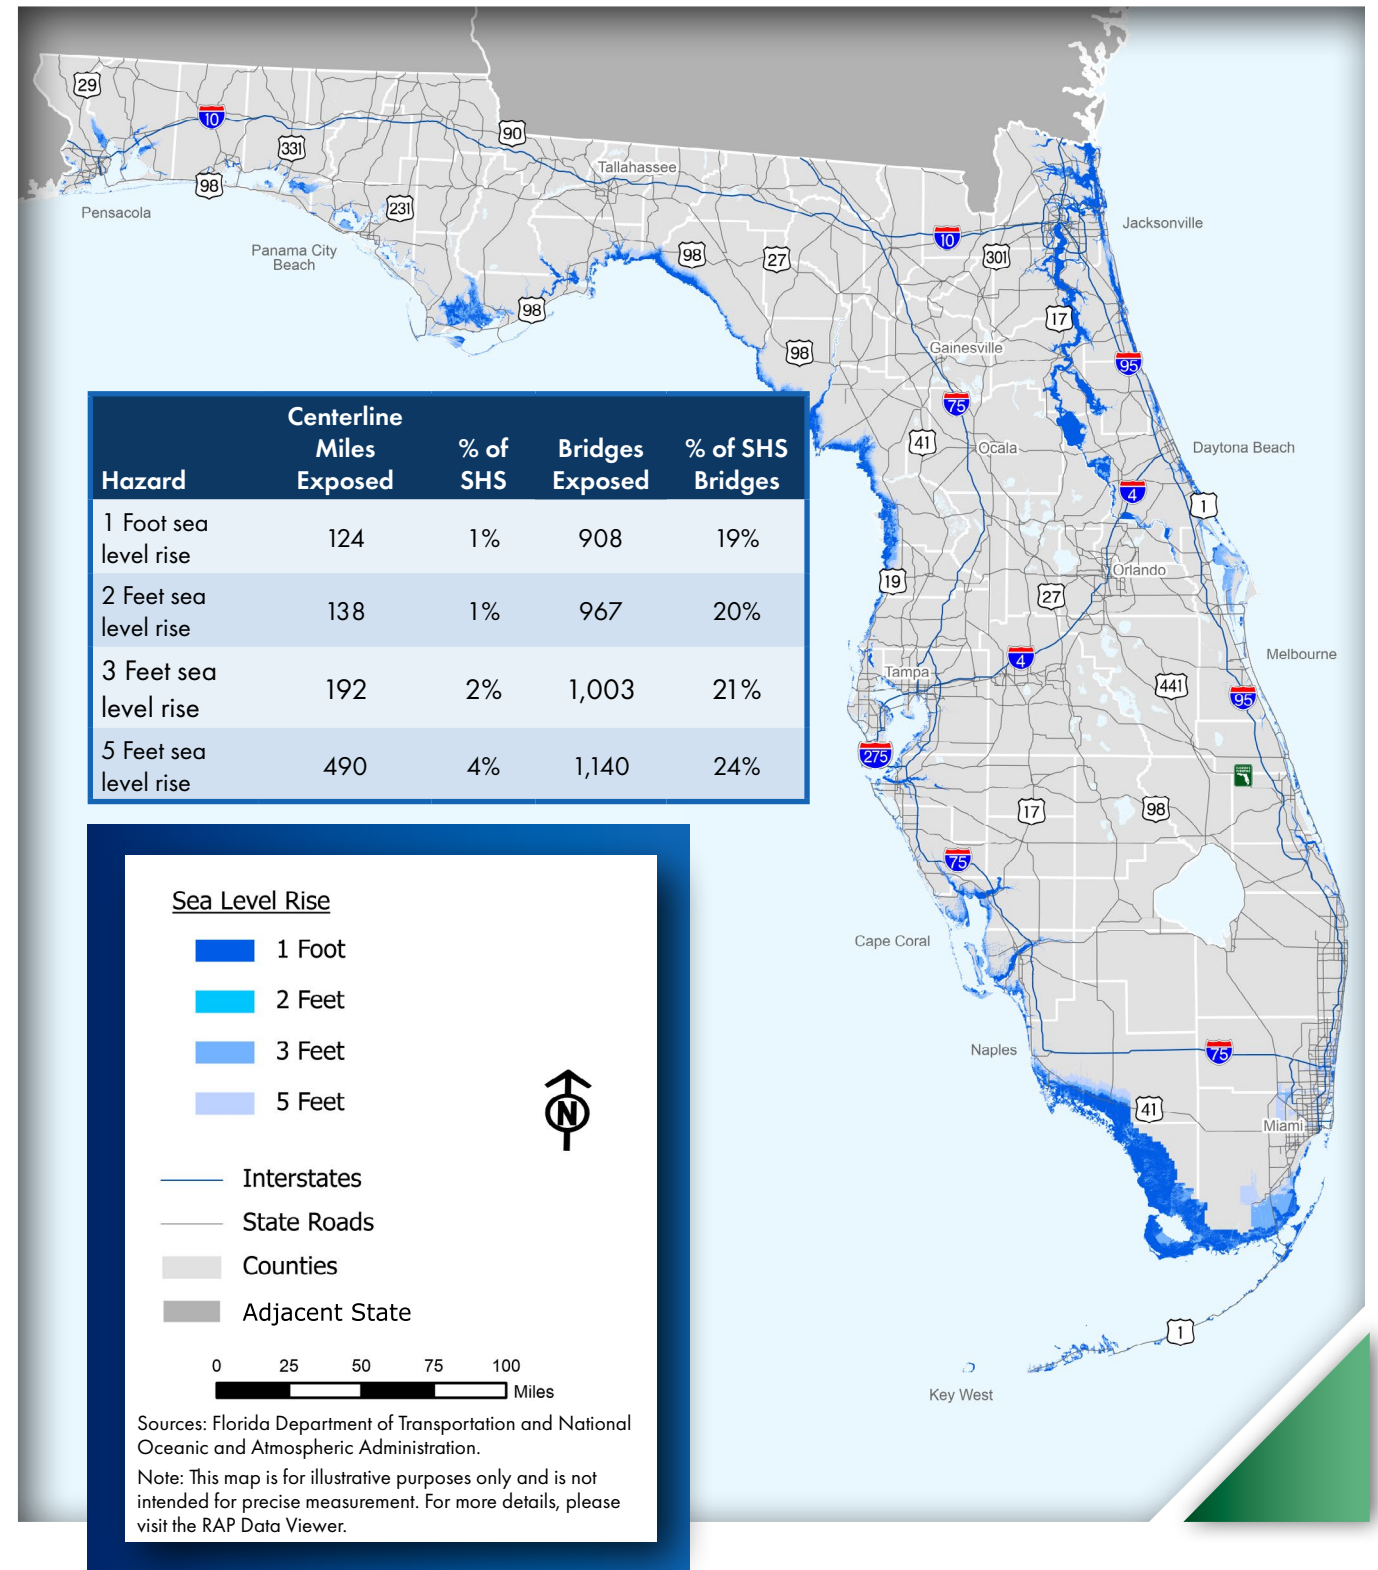 29
10
331
90
98
231
Tallahassee
Pensacola
Panama City
Beach
98
98
27
98
10
301
Jacksonville
17
Gainesville
95
75
41
Ocala
Daytona Beach
4
1
19
Orlando
27
4
Tampa
Melbourne
441
95
275
17
98
75
Cape Coral
Naples
75
41
Miami
1
Key West
Hazard Centerline Miles Exposed % of SHS Bridges Exposed % of SHS Bridges
1 Foot sea level rise 124 1% 908 19%
2 Feet sea level rise 138 1% 967 20%
3 Feet sea level rise 192 2% 1,003 21%
5 Feet sea level rise 490 4% 1,140 24%
Sea Level Rise
1 Foot
2 Feet
3 Feet
5 Feet
N
Interstates
State Roads
Counties
Adjacent State
0 25 50 75 100
Miles
Sources: Florida Department of Transportation and National
Oceanic and Atmospheric Administration.
Note: This map is for illustrative purposes only and is not
intended for precise measurement. For more details, please
visit the RAP Data Viewer.